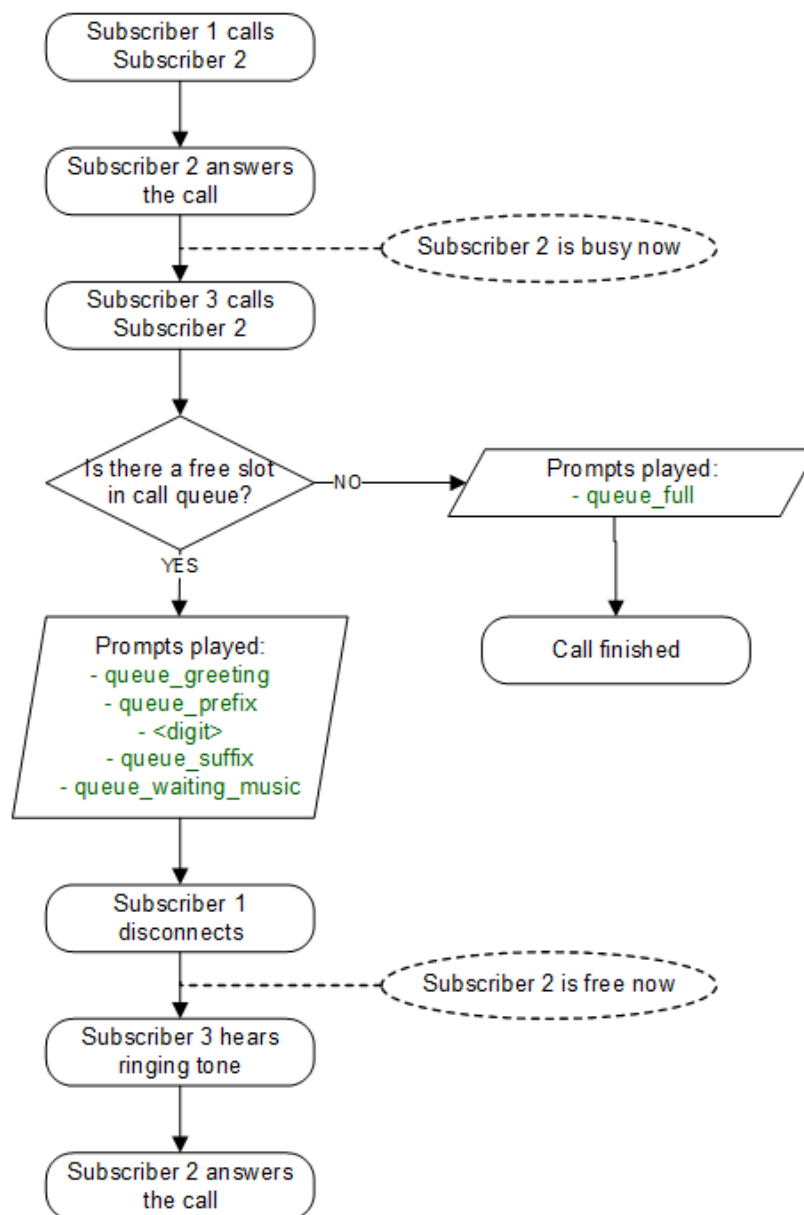 Subscriber 1 calls
Subscriber 2
Subscriber 2 answers
the call
Subscriber 2 is busy now
Subscriber 3 calls
Subscriber 2
Is there a free slot
in call queue?
NO
Prompts played:
- queue_full
YES
Call finished
Prompts played:
- queue_greeting
- queue_prefix
- <digit>
- queue_suffix
- queue_waiting_music
Subscriber 1
disconnects
Subscriber 2 is free now
Subscriber 3 hears
ringing tone
Subscriber 2 answers
the call